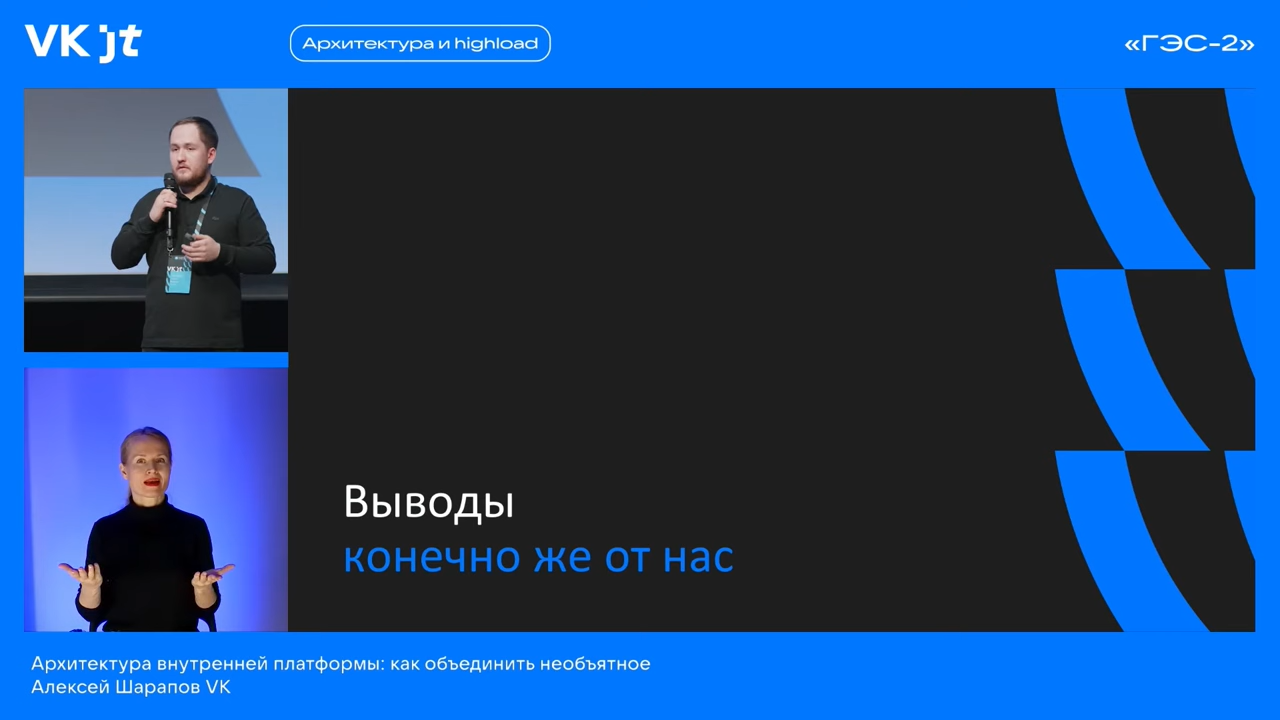 VK jt
Архитектура и highload
«ГЭС-2»
Выводы
конечно же от нас
Архитектура внутренней платформы: как объединить необъятное
Алексей Шарапов VK